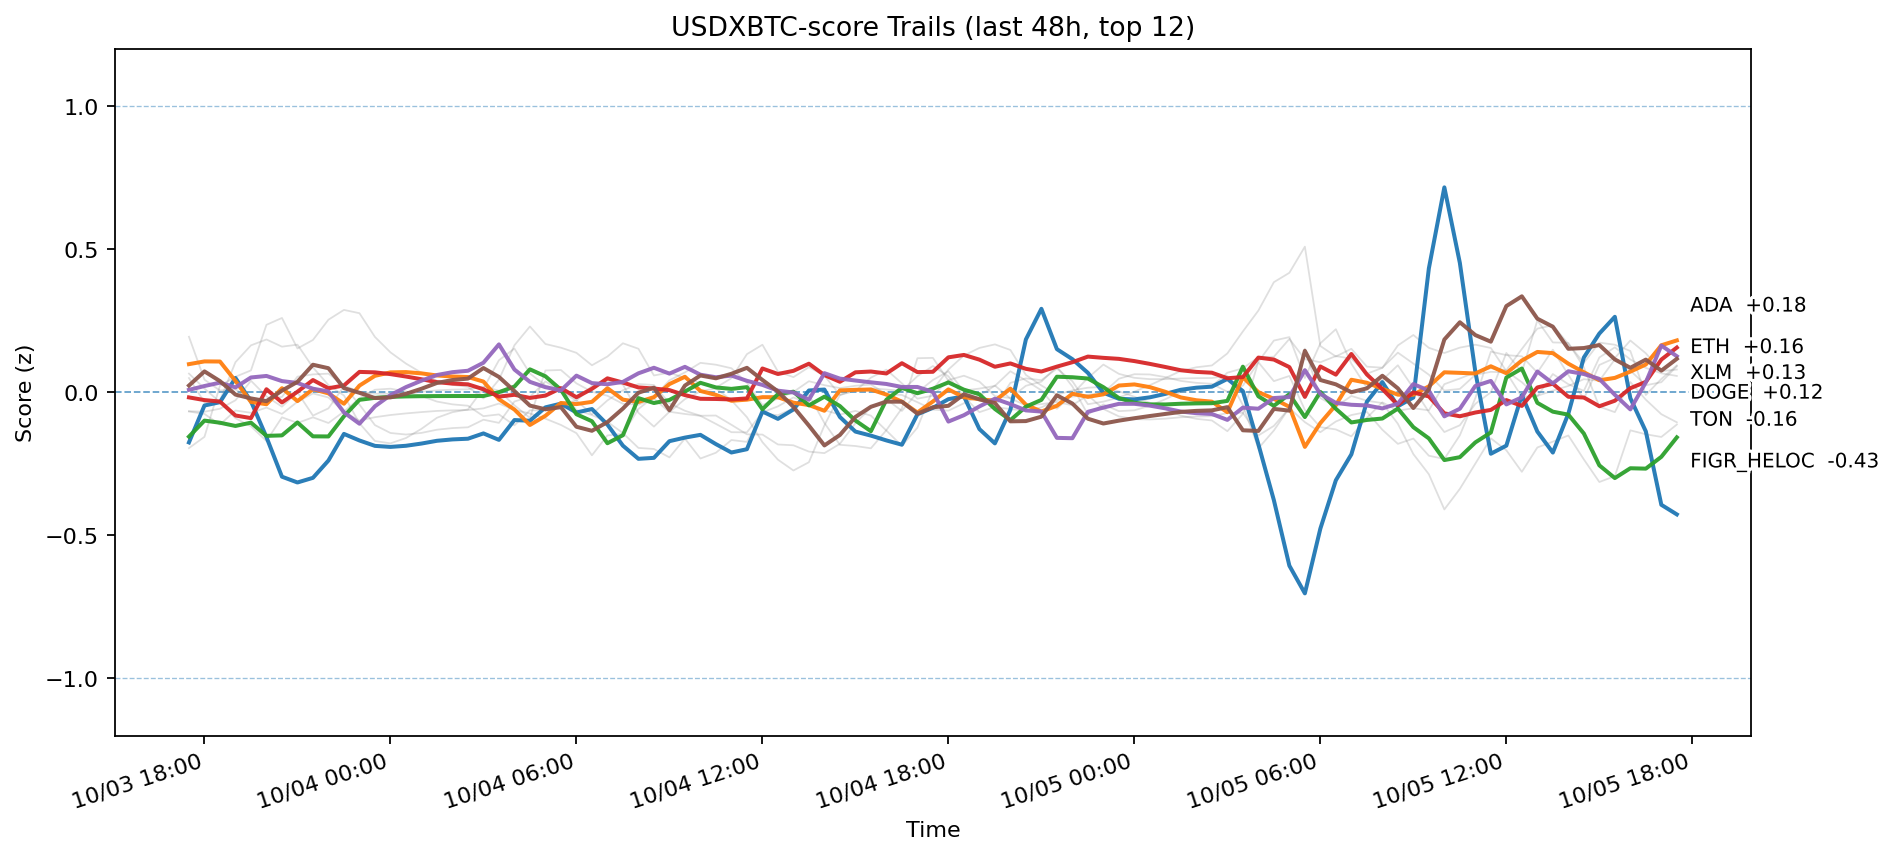 USDXBTC-score Trails (last 48h, top 12)
Score (z)
1.0
0.5
0.0
−0.5
−1.0
ADA +0.18
ETH +0.16
XLM +0.13
DOGE +0.12
TON -0.16
FIGR_HELOC -0.43
10/03 18:00
10/04 00:00
10/04 06:00
10/04 12:00
10/04 18:00
10/05 00:00
10/05 06:00
10/05 12:00
10/05 18:00
Time